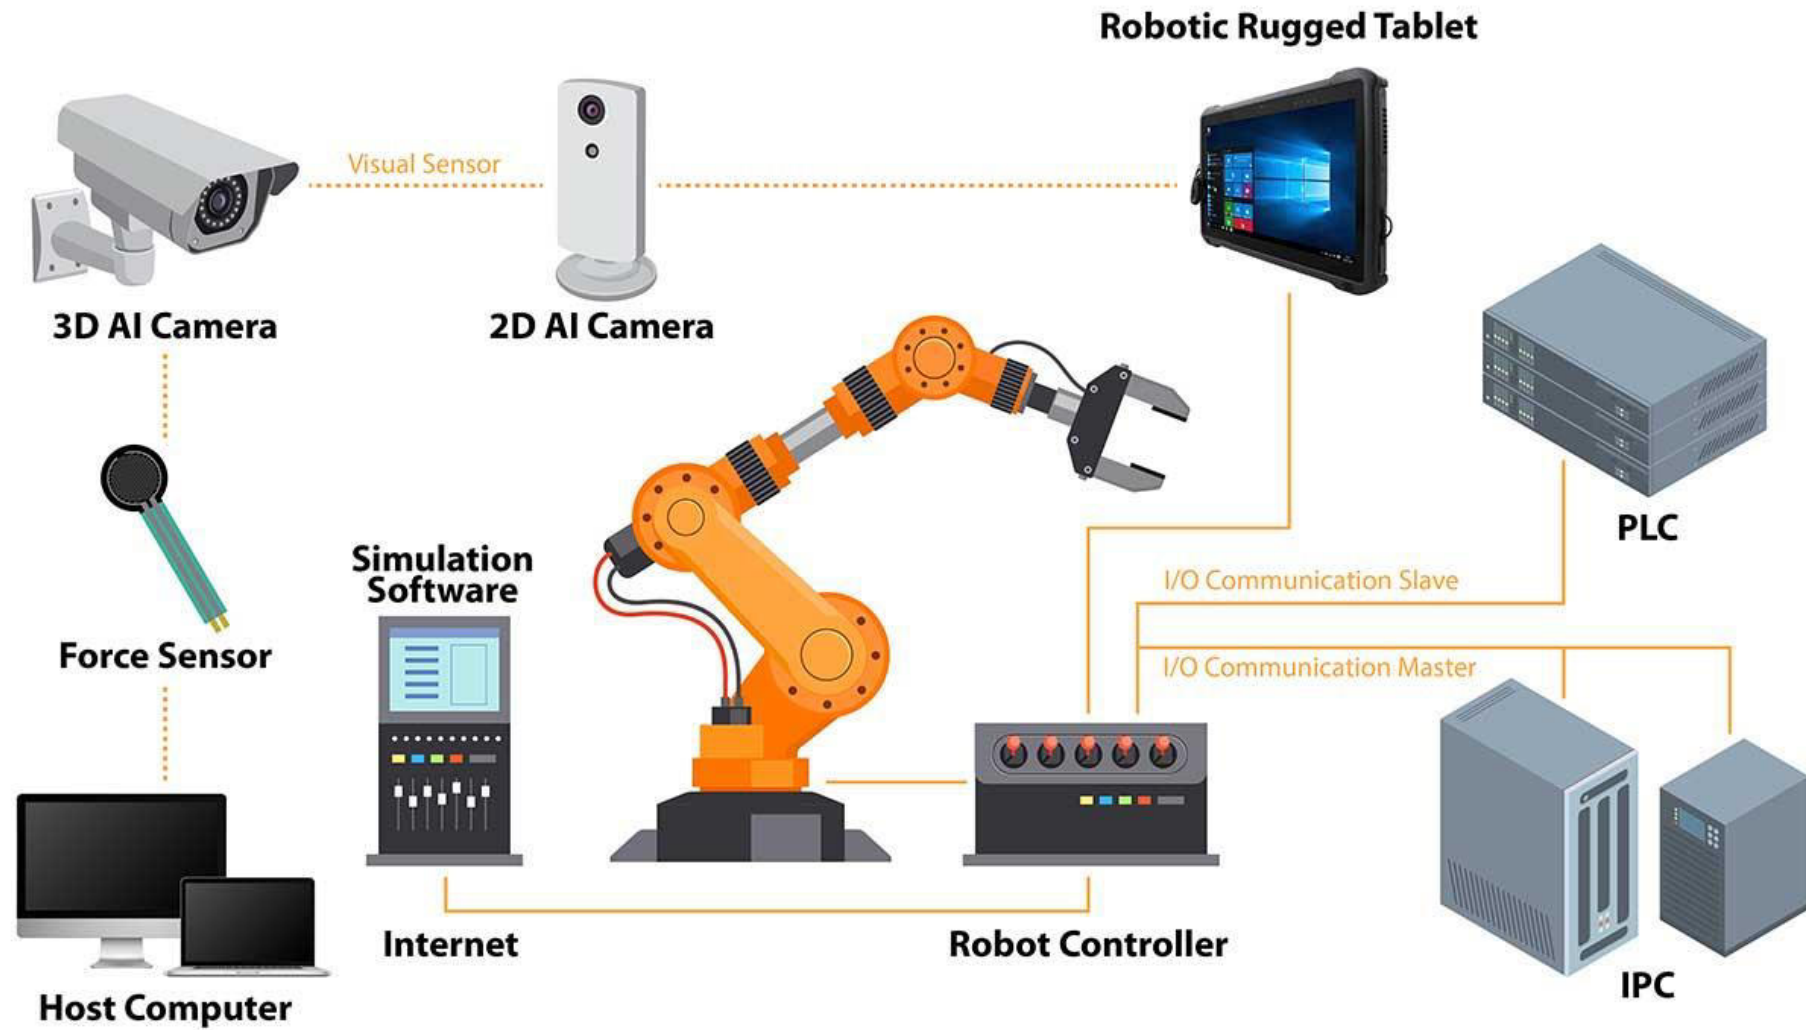 Robotic Rugged Tablet
Visual Sensor
3D AI Camera
2D AI Camera
PLC
Simulation
Software
I/O Communication Slave
Force Sensor
I/O Communication Master
Internet
Robot Controller
IPC
Host Computer